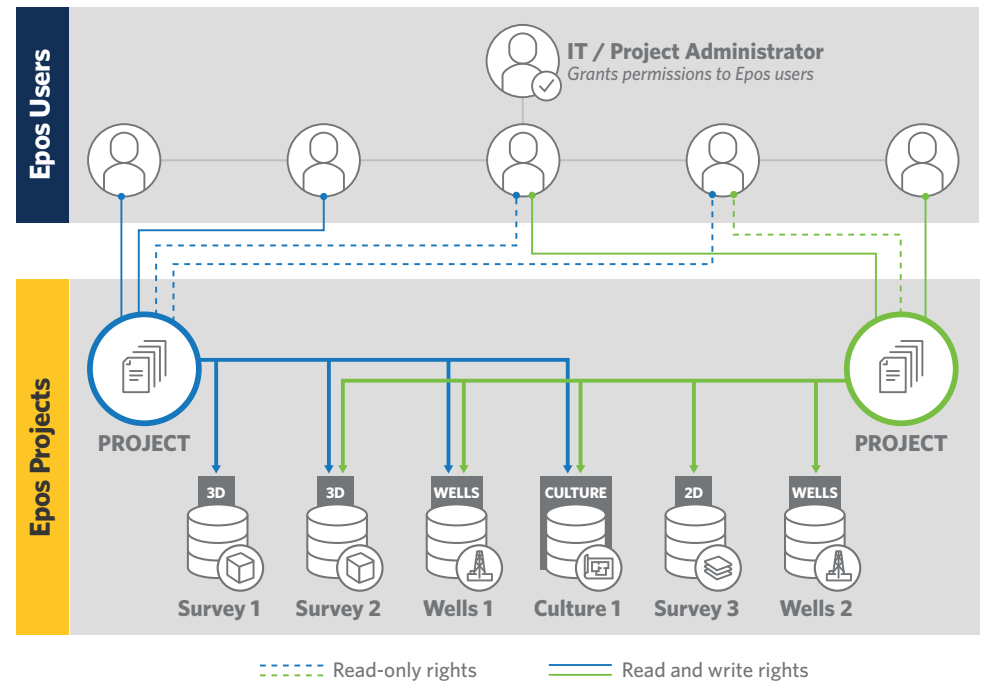 Epos Users
IT / Project Administrator
Grants permissions to Epos users
Epos Projects
PROJECT
PROJECT
3D
3D
WELLS
CULTURE
2D
WELLS
Survey 1
Survey 2
Wells 1
Culture 1
Survey 3
Wells 2
Read-only rights
Read and write rights